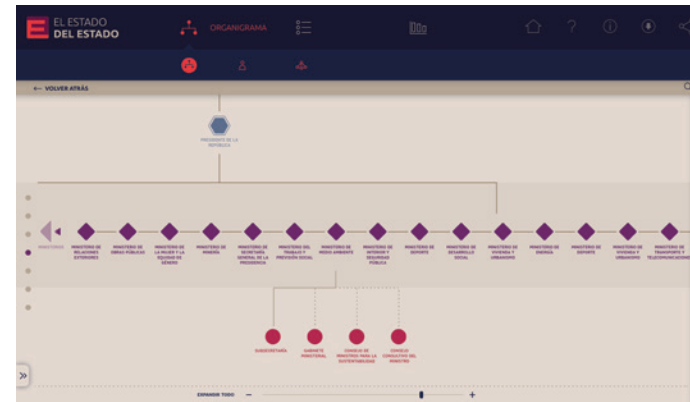 EL ESTADO
DEL ESTADO
ORGANIGRAMA
?
← VOLVER ATRÁS
PRESIDENTE DE LA
REPÚBLICA
MINISTERIOS
MINISTERIO DE
RELACIONES
EXTERIORES
MINISTERIO DE
OBRAS PÚBLICAS
MINISTERIO DE
LA MUJER Y LA
EQUIDAD DE
GÉNERO
MINISTERIO DE
MINERÍA
MINISTERIO DE
SECRETARÍA
GENERAL DE LA
PRESIDENCIA
MINISTERIO DEL
TRABAJO Y
PREVISIÓN SOCIAL
MINISTERIO DE
MEDIO AMBIENTE
MINISTERIO DE
INTERIOR Y
SEGURIDAD
PÚBLICA
MINISTERIO DE
DEPORTE
MINISTERIO DE
DESARROLLO
SOCIAL
MINISTERIO DE
VIVIENDA Y
URBANISMO
MINISTERIO DE
ENERGÍA
MINISTERIO DE
DEPORTE
MINISTERIO DE
VIVIENDA Y
URBANISMO
MINISTERIO DE
TRANSPORTE Y
TELECOMUNICACIONE
SUBSECRETARÍA
GABINETE
MINISTERIAL
CONSEJO DE
MINISTROS PARA LA
SUSTENTABILIDAD
CONSEJO
CONSULTIVO DEL
MINISTRO
»
EXPANDIR TODO − +